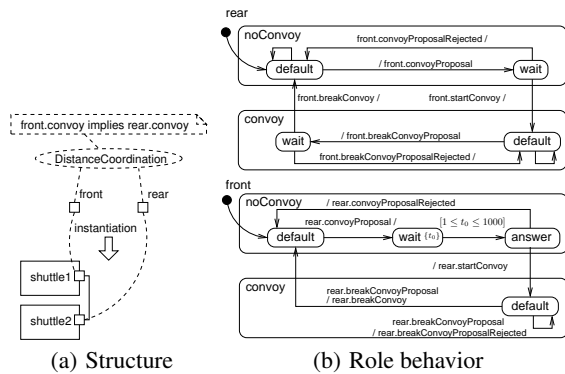 front.convoy implies rear.convoy
DistanceCoordination
front
rear
instantiation
shuttle1
shuttle2
(a) Structure
rear
noConvoy
front.convoyProposalRejected /
default
/ front.convoyProposal
wait
front.breakConvoy /
front.startConvoy /
convoy
wait
/ front.breakConvoyProposal
default
front.breakConvoyProposalRejected /
front
noConvoy
/ rear.convoyProposalRejected
rear.convoyProposal /
[1 ≤ t₀ ≤ 1000]
default
wait {t₀}
answer
/ rear.startConvoy
convoy
rear.breakConvoyProposal
/ rear.breakConvoy
default
rear.breakConvoyProposal
/ rear.breakConvoyProposalRejected
(b) Role behavior